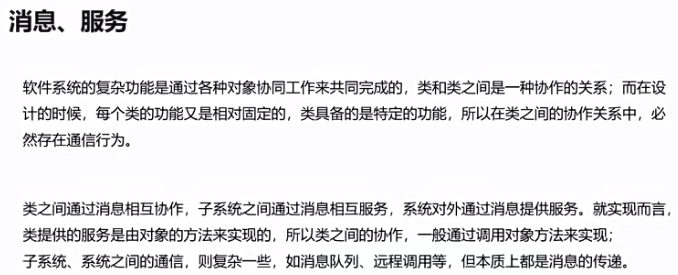 消息、服务
软件系统的复杂功能是通过各种对象协同工作来共同完成的，类和类之间是一种协作的关系；而在设
计的时候，每个类的功能又是相对固定的，类具备的是特定的功能，所以在类之间的协作关系中，必
然存在通信行为。
类之间通过消息相互协作，子系统之间通过消息相互服务，系统对外通过消息提供服务。就实现而言，
类提供的服务是由对象的方法来实现的，所以类之间的协作，一般通过调用对象方法来实现；
子系统、系统之间的通信，则复杂一些，如消息队列、远程调用等，但本质上都是消息的传递。